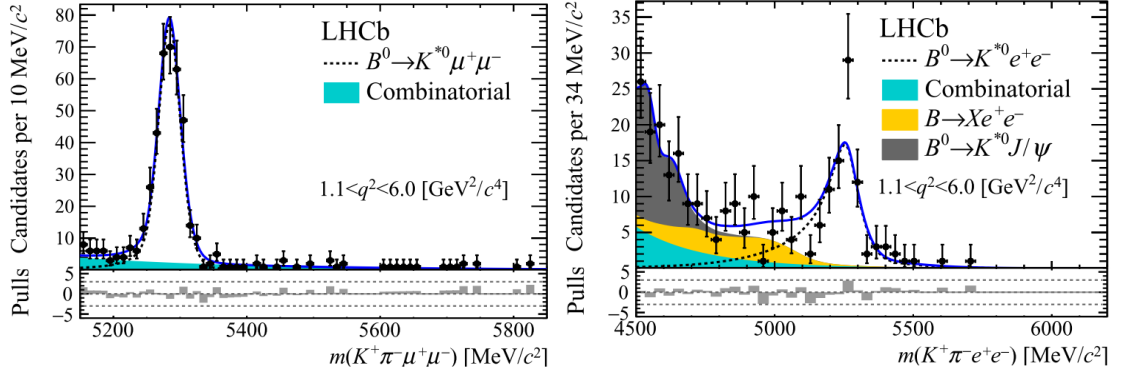 Candidates per 10 MeV/c²
80
70
60
50
40
30
20
10
LHCb
B⁰→K*⁰μ⁺μ⁻
Combinatorial
1.1<q²<6.0 [GeV²/c⁴]
Pulls
5
0
−5
5200 5400 5600 5800
m(K⁺π⁻μ⁺μ⁻) [MeV/c²]
Candidates per 34 MeV/c²
35
30
25
20
15
10
5
LHCb
B⁰→K*⁰e⁺e⁻
Combinatorial
B→Xe⁺e⁻
B⁰→K*⁰J/ψ
1.1<q²<6.0 [GeV²/c⁴]
Pulls
5
0
−5
4500 5000 5500 6000
m(K⁺π⁻e⁺e⁻) [MeV/c²]